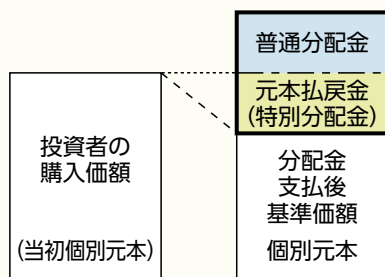 普通分配金
元本払戻金
(特別分配金)
投資者の
購入価額
(当初個別元本)
分配金
支払後
基準価額
個別元本